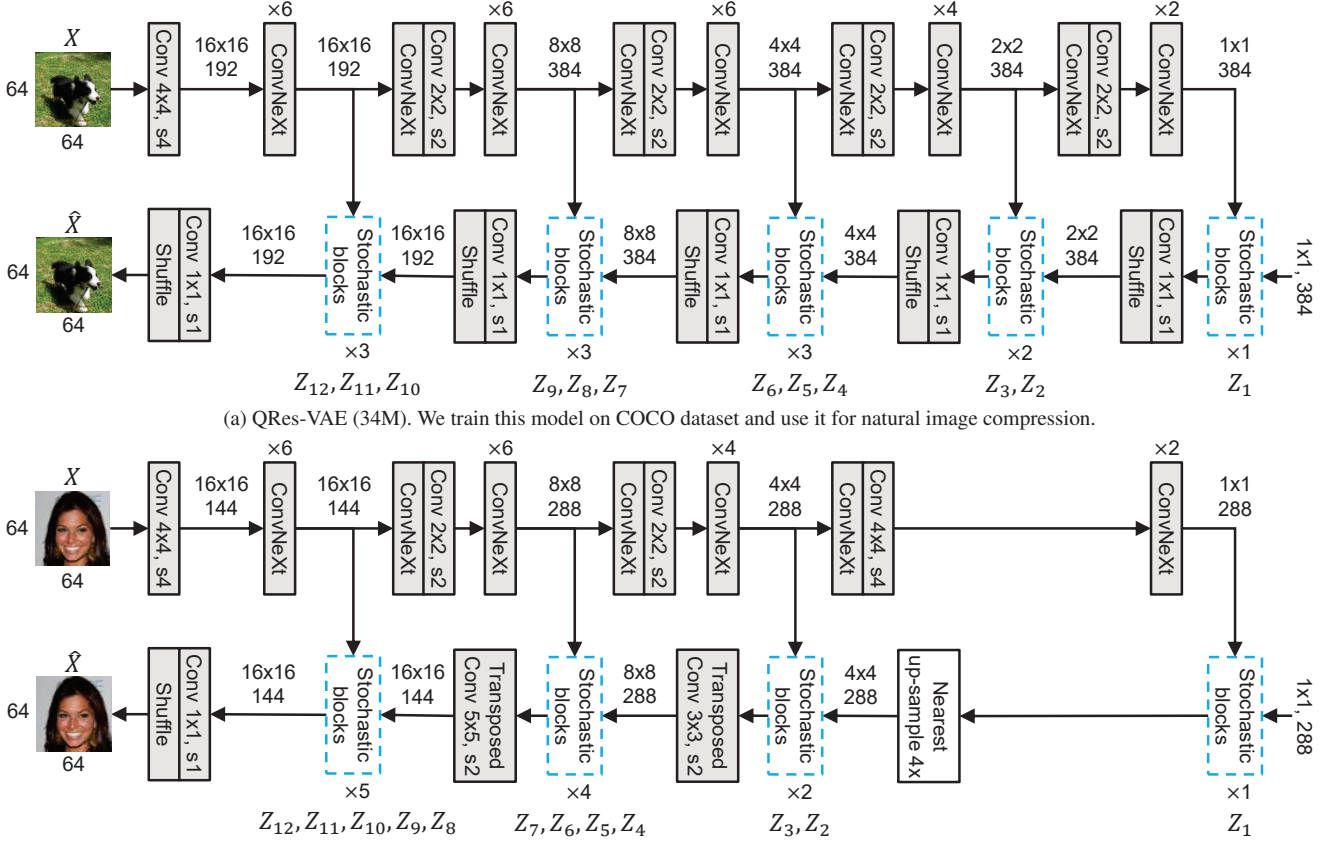 ×6 ×6 ×6 ×4 ×2
X 16x16 16x16 8x8 4x4 2x2 1x1
192 192 384 384 384 384
64 Conv 4x4, s4 ConvNeXt ConvNeXt Conv 2x2, s2 ConvNeXt ConvNeXt Conv 2x2, s2 ConvNeXt ConvNeXt Conv 2x2, s2 ConvNeXt ConvNeXt Conv 2x2, s2 ConvNeXt
64
X̂ 16x16 16x16 8x8 4x4 2x2
192 192 384 384 384
64 Shuffle Conv 1x1, s1 Stochastic blocks Shuffle Conv 1x1, s1 Stochastic blocks Shuffle Conv 1x1, s1 Stochastic blocks Shuffle Conv 1x1, s1 Stochastic blocks Shuffle Conv 1x1, s1 Stochastic blocks 1x1, 384
64
×3 ×3 ×3 ×2 ×1
Z₁₂, Z₁₁, Z₁₀ Z₉, Z₈, Z₇ Z₆, Z₅, Z₄ Z₃, Z₂ Z₁
(a) QRes-VAE (34M). We train this model on COCO dataset and use it for natural image compression.
×6 ×6 ×4 ×2
X 16x16 16x16 8x8 4x4 1x1
144 144 288 288 288
64 Conv 4x4, s4 ConvNeXt ConvNeXt Conv 2x2, s2 ConvNeXt ConvNeXt Conv 2x2, s2 ConvNeXt ConvNeXt Conv 4x4, s4 ConvNeXt
64
X̂ 16x16 16x16 8x8 4x4
144 144 288 288
64 Shuffle Conv 1x1, s1 Stochastic blocks Transposed Conv 5x5, s2 Stochastic blocks Transposed Conv 3x3, s2 Stochastic blocks Nearest up-sample 4x Stochastic blocks 1x1, 288
64
×5 ×4 ×2 ×1
Z₁₂, Z₁₁, Z₁₀, Z₉, Z₈ Z₇, Z₆, Z₅, Z₄ Z₃, Z₂ Z₁